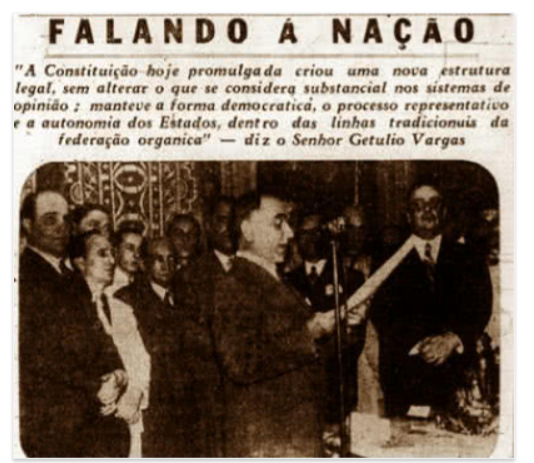 FALANDO Á NAÇÃO
"A Constituição hoje promulgada criou uma nova estrutura
legal, sem alterar o que se considera substancial nos sistemas de
opinião ; manteve a forma democratica, o processo representativo
e a autonomia dos Estados, dentro das linhas tradicionais da
federação organica" — diz o Senhor Getulio Vargas